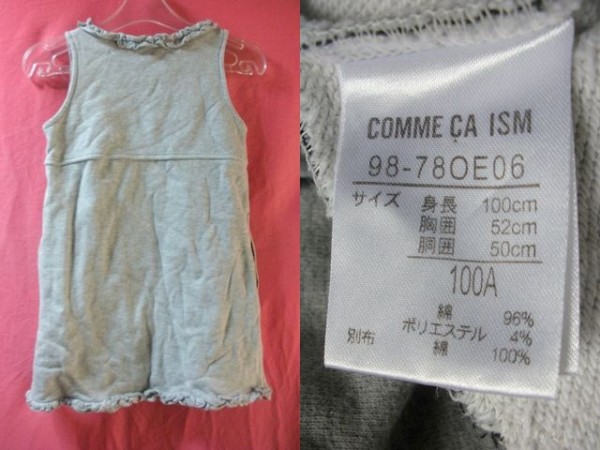 COMME CA ISM
98-78OE06
サイズ 身長 100cm
胸囲 52cm
胴囲 50cm
100A
綿 96%
ポリエステル 4%
別布 綿 100%